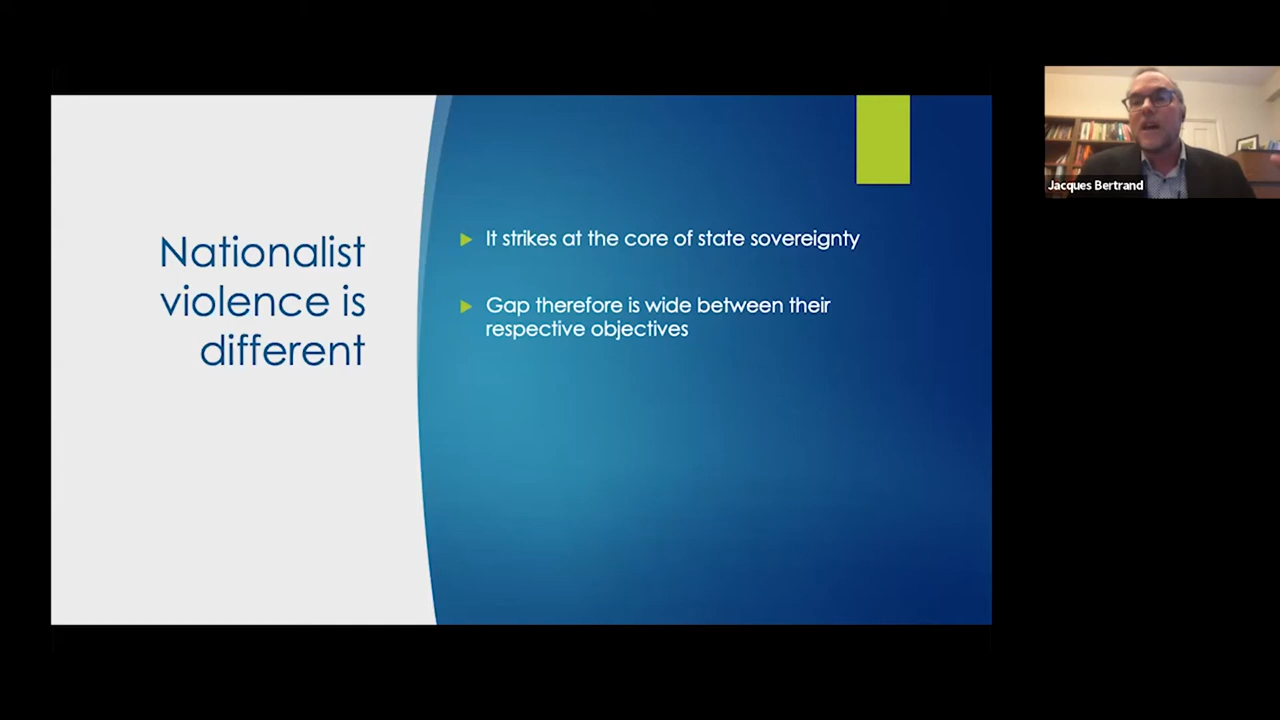 Nationalist
violence is
different
It strikes at the core of state sovereignty
Gap therefore is wide between their
respective objectives
Jacques Bertrand